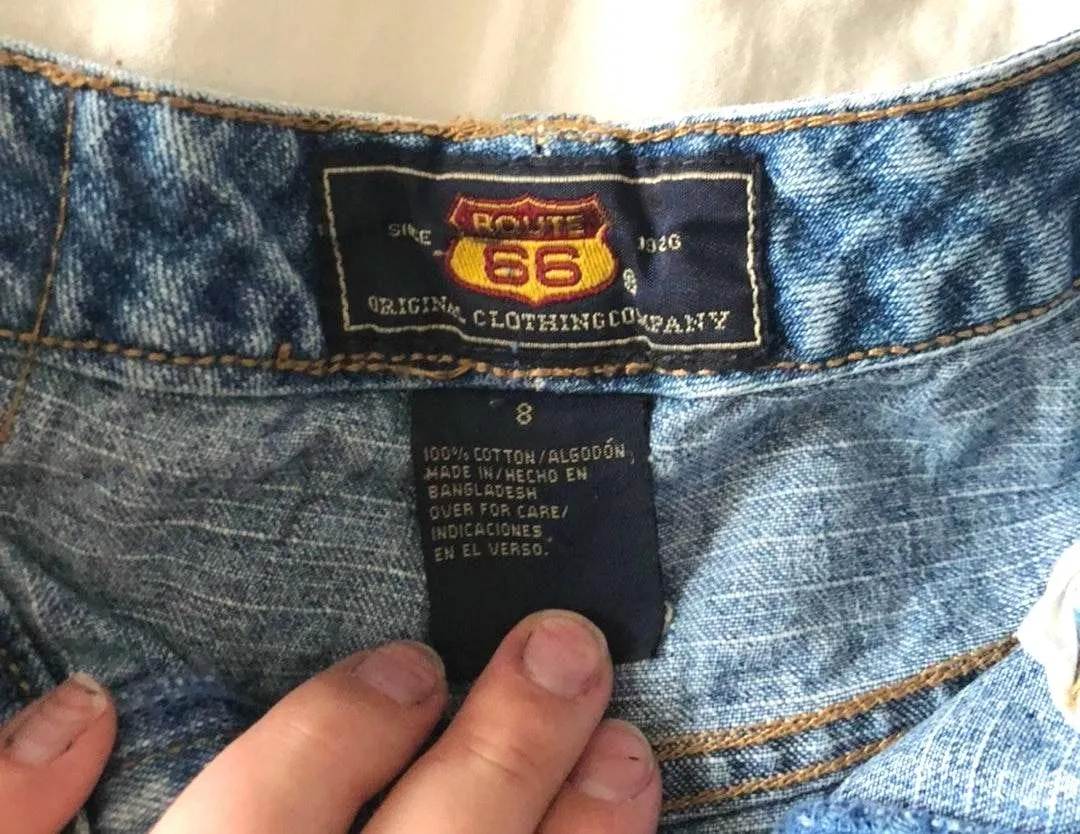 ROUTE
66
SINCE 1926
®
ORIGINAL CLOTHING COMPANY
8
100% COTTON/ALGODÓN
MADE IN/HECHO EN
BANGLADESH
OVER FOR CARE/
INDICACIONES
EN EL VERSO.